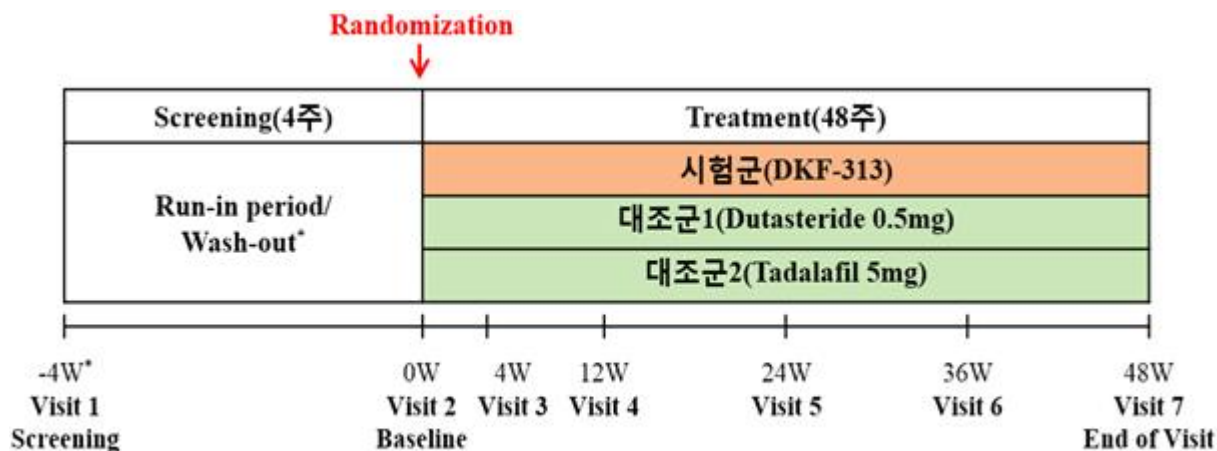 Randomization
Screening(4주)
Treatment(48주)
Run-in period/
Wash-out*
시험군(DKF-313)
대조군1(Dutasteride 0.5mg)
대조군2(Tadalafil 5mg)
-4W* 0W 4W 12W 24W 36W 48W
Visit 1 Visit 2 Visit 3 Visit 4 Visit 5 Visit 6 Visit 7
Screening Baseline End of Visit